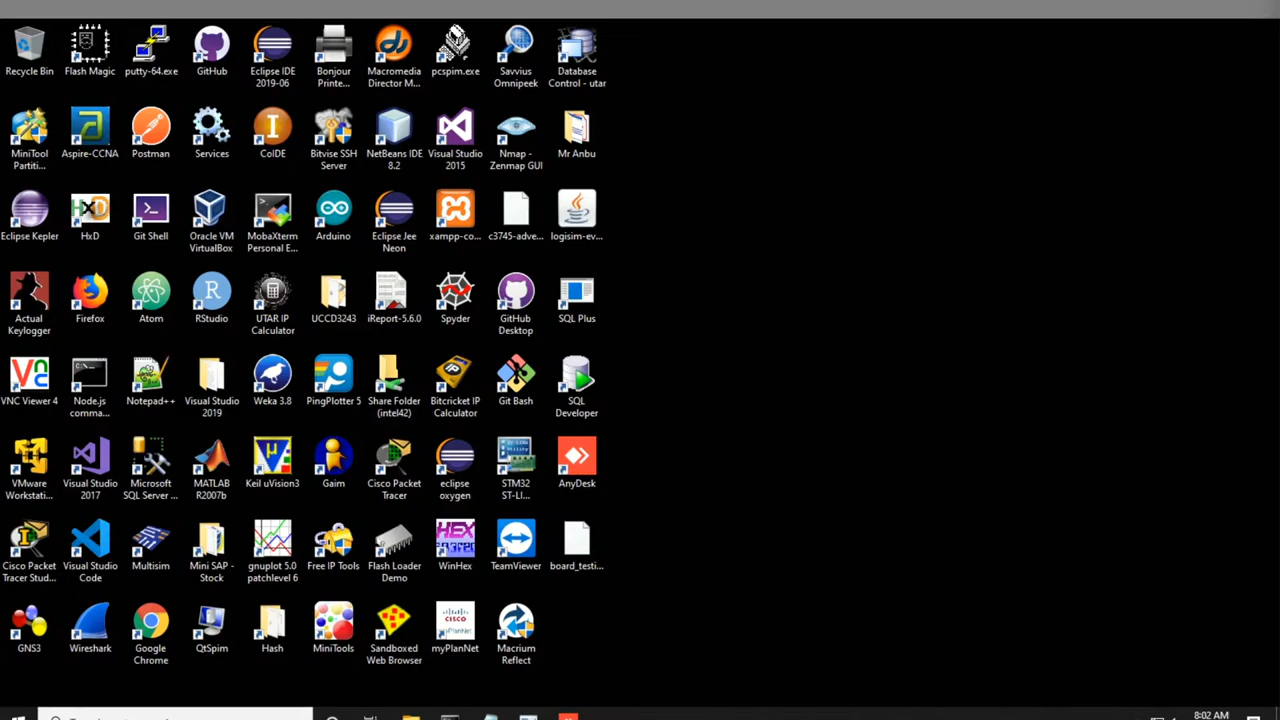 Recycle Bin
Flash Magic
putty-64.exe
GitHub
Eclipse IDE
2019-06
Bonjour
Printe...
Macromedia
Director M...
pcspim.exe
Savvius
Omnipeek
Database
Control - utar
MiniTool
Partiti...
Aspire-CCNA
Postman
Services
CoIDE
Bitvise SSH
Server
NetBeans IDE
8.2
Visual Studio
2015
Nmap -
Zenmap GUI
Mr Anbu
Eclipse Kepler
HxD
Git Shell
Oracle VM
VirtualBox
MobaXterm
Personal E...
Arduino
Eclipse Jee
Neon
xampp-co...
c3745-adve...
logisim-ev...
Actual
Keylogger
Firefox
Atom
RStudio
UTAR IP
Calculator
UCCD3243
iReport-5.6.0
Spyder
GitHub
Desktop
SQL Plus
VNC Viewer 4
Node.js
comma...
Notepad++
Visual Studio
2019
Weka 3.8
PingPlotter 5
Share Folder
(intel42)
Bitcricket IP
Calculator
Git Bash
SQL
Developer
VMware
Workstati...
Visual Studio
2017
Microsoft
SQL Server ...
MATLAB
R2007b
Keil uVision3
Gaim
Cisco Packet
Tracer
eclipse
oxygen
STM32
ST-LI...
AnyDesk
Cisco Packet
Tracer Stud...
Visual Studio
Code
Multisim
Mini SAP -
Stock
gnuplot 5.0
patchlevel 6
Free IP Tools
Flash Loader
Demo
WinHex
TeamViewer
board_testi...
GNS3
Wireshark
Google
Chrome
QtSpim
Hash
MiniTools
Sandboxed
Web Browser
myPlanNet
Macrium
Reflect
8:02 AM